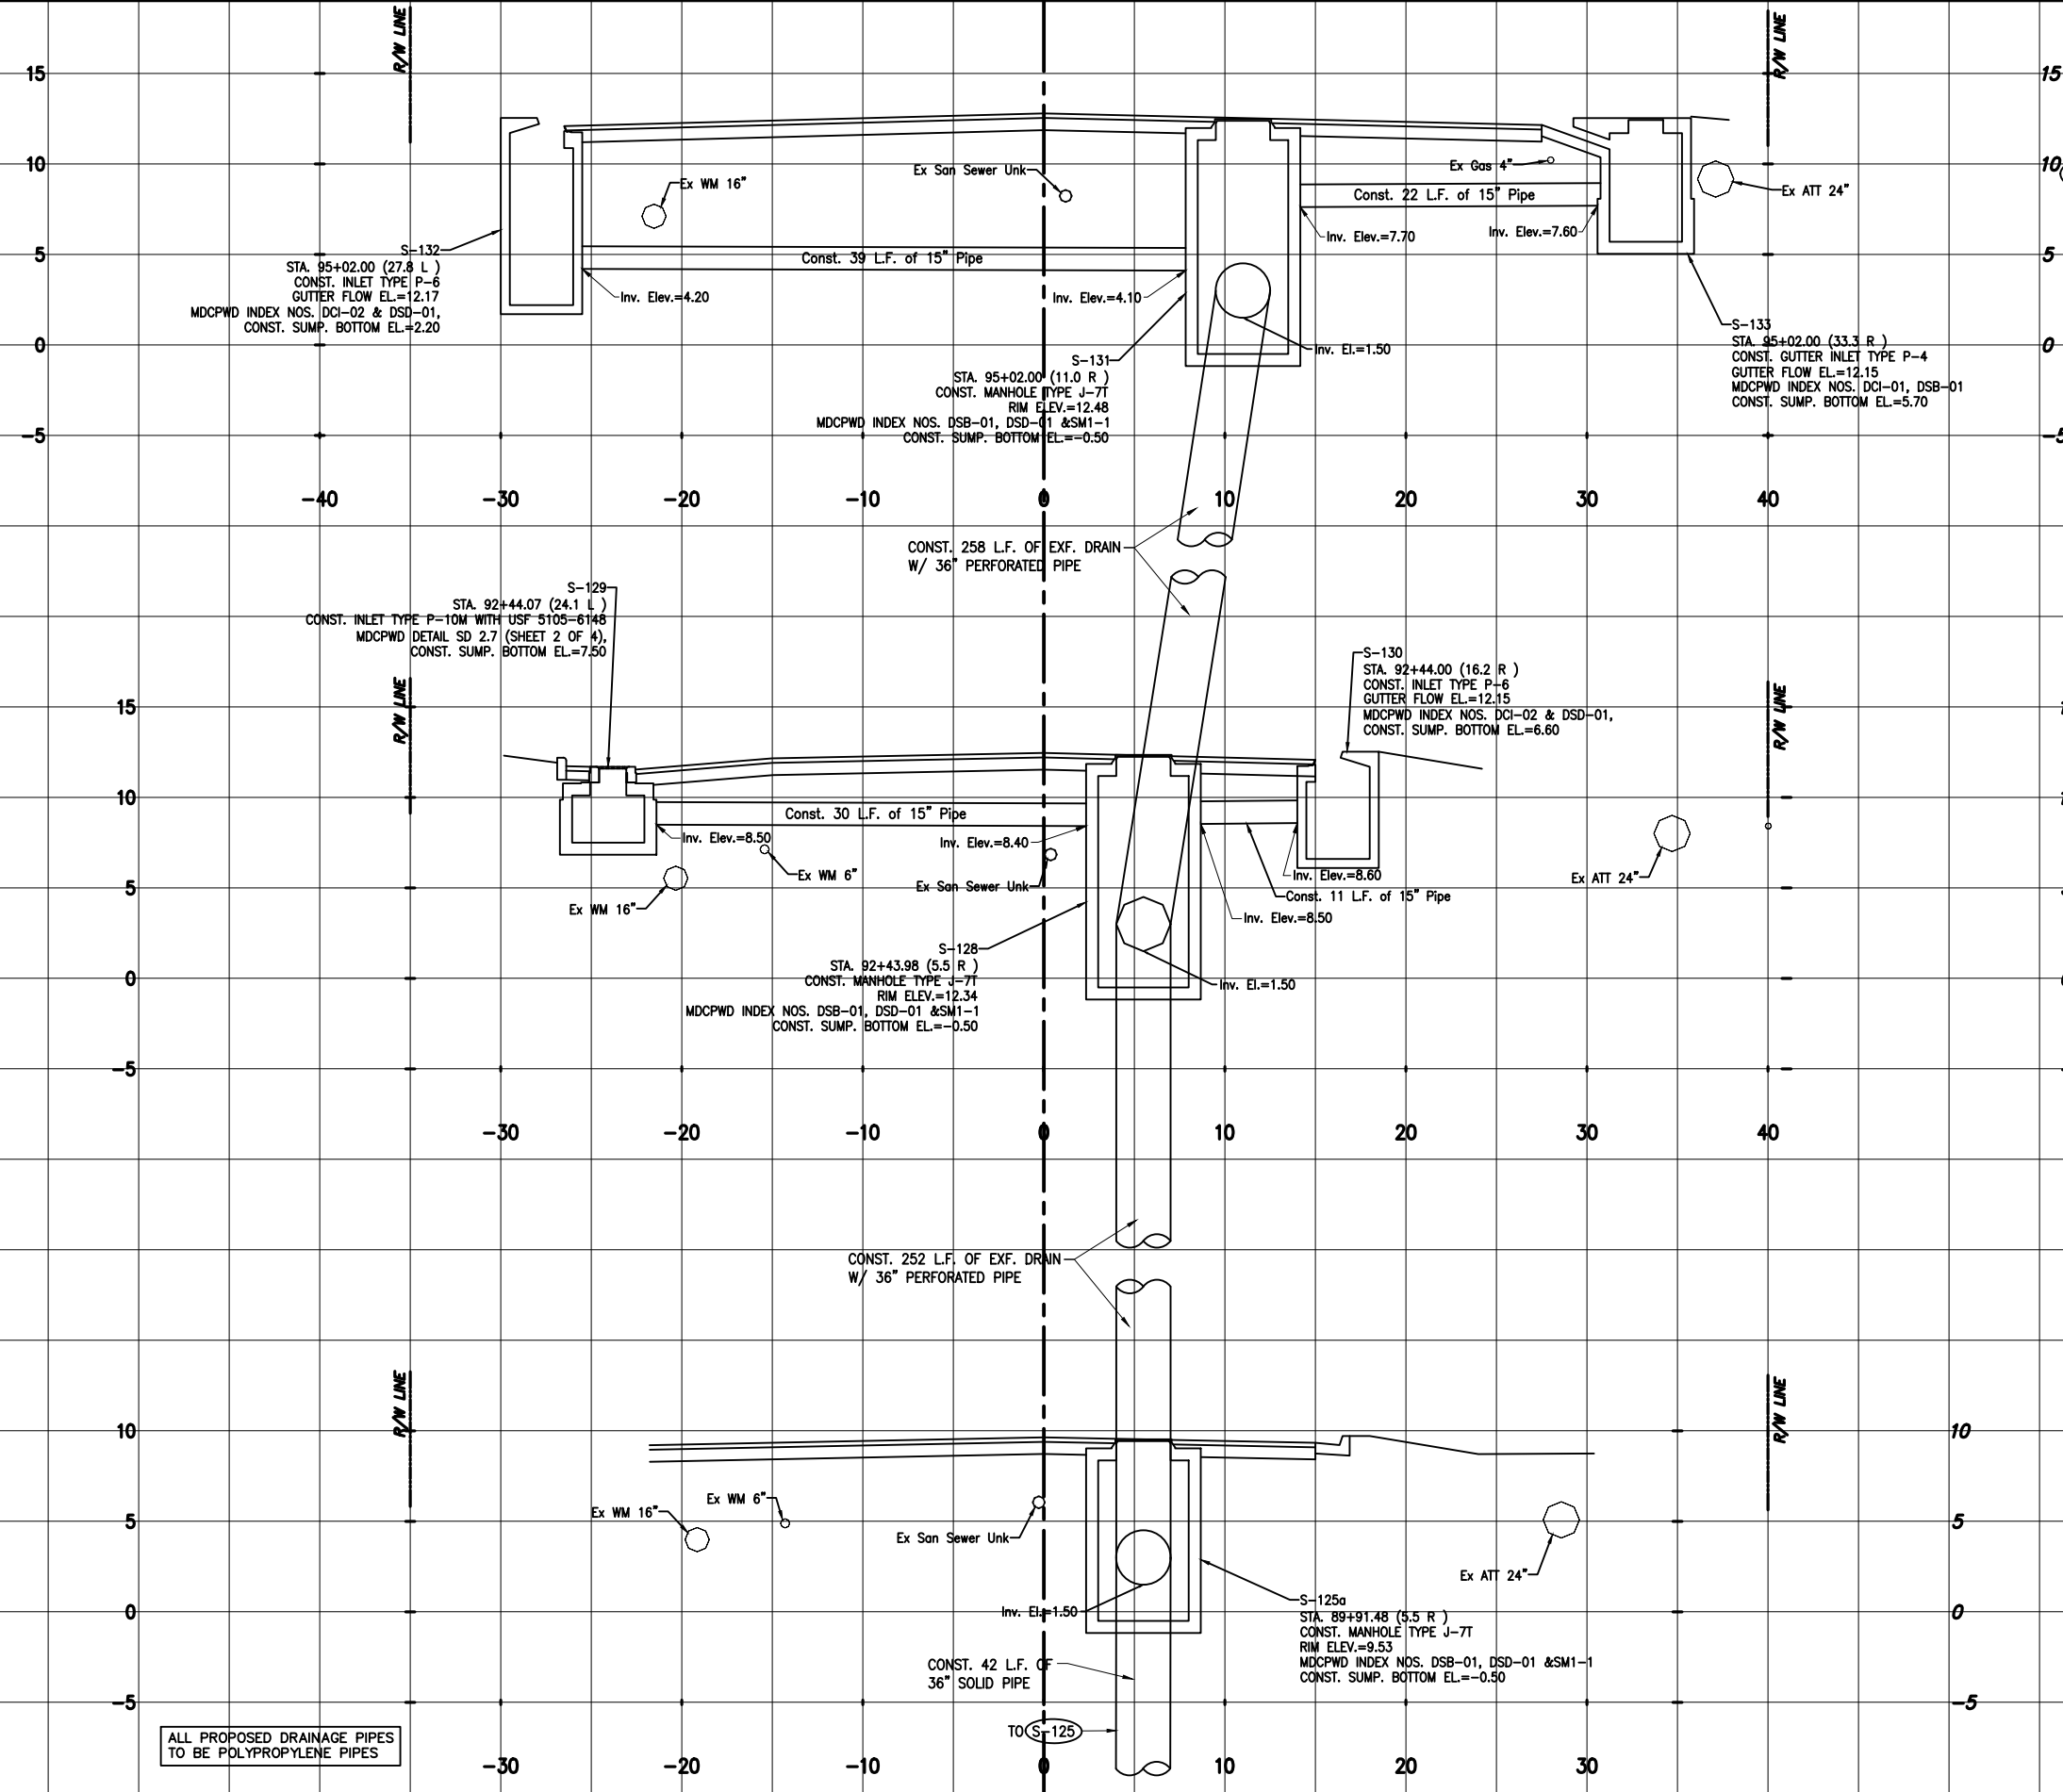 R/W LINE
R/W LINE
15
15
10
10
5
5
0
0
-5
-5
Ex WM 16"
Ex San Sewer Unk
Ex Gas 4"
Ex ATT 24"
Const. 22 L.F. of 15" Pipe
Inv. Elev.=7.70
Inv. Elev.=7.60
Const. 39 L.F. of 15" Pipe
Inv. Elev.=4.20
Inv. Elev.=4.10
Inv. El.=1.50
S-132
STA. 95+02.00 (27.8 L )
CONST. INLET TYPE P-6
GUTTER FLOW EL.=12.17
MDCPWD INDEX NOS. DCI-02 & DSD-01,
CONST. SUMP. BOTTOM EL.=2.20
S-131
STA. 95+02.00 (11.0 R )
CONST. MANHOLE TYPE J-7T
RIM ELEV.=12.48
MDCPWD INDEX NOS. DSB-01, DSD-01 &SM1-1
CONST. SUMP. BOTTOM EL.=-0.50
S-133
STA. 95+02.00 (33.3 R )
CONST. GUTTER INLET TYPE P-4
GUTTER FLOW EL.=12.15
MDCPWD INDEX NOS. DCI-01, DSB-01
CONST. SUMP. BOTTOM EL.=5.70
-40 -30 -20 -10 0 10 20 30 40
CONST. 258 L.F. OF EXF. DRAIN
W/ 36" PERFORATED PIPE
S-129
STA. 92+44.07 (24.1 L )
CONST. INLET TYPE P-10M WITH USF 5105-6148
MDCPWD DETAIL SD 2.7 (SHEET 2 OF 4),
CONST. SUMP. BOTTOM EL.=7.50
S-130
STA. 92+44.00 (16.2 R )
CONST. INLET TYPE P-6
GUTTER FLOW EL.=12.15
MDCPWD INDEX NOS. DCI-02 & DSD-01,
CONST. SUMP. BOTTOM EL.=6.60
R/W LINE
R/W LINE
15
10
5
0
-5
Const. 30 L.F. of 15" Pipe
Inv. Elev.=8.50
Inv. Elev.=8.40
Ex WM 6"
Ex WM 16"
Ex San Sewer Unk
Inv. Elev.=8.60
Const. 11 L.F. of 15" Pipe
Inv. Elev.=8.50
Ex ATT 24"
Inv. El.=1.50
S-128
STA. 92+43.98 (5.5 R )
CONST. MANHOLE TYPE J-7T
RIM ELEV.=12.34
MDCPWD INDEX NOS. DSB-01, DSD-01 &SM1-1
CONST. SUMP. BOTTOM EL.=-0.50
-30 -20 -10 0 10 20 30 40
CONST. 252 L.F. OF EXF. DRAIN
W/ 36" PERFORATED PIPE
R/W LINE
R/W LINE
10
10
5
5
0
0
-5
-5
Ex WM 16"
Ex WM 6"
Ex San Sewer Unk
Ex ATT 24"
Inv. El.=1.50
S-125a
STA. 89+91.48 (5.5 R )
CONST. MANHOLE TYPE J-7T
RIM ELEV.=9.53
MDCPWD INDEX NOS. DSB-01, DSD-01 &SM1-1
CONST. SUMP. BOTTOM EL.=-0.50
CONST. 42 L.F. OF
36" SOLID PIPE
TO S-125
ALL PROPOSED DRAINAGE PIPES
TO BE POLYPROPYLENE PIPES
-30 -20 -10 0 10 20 30